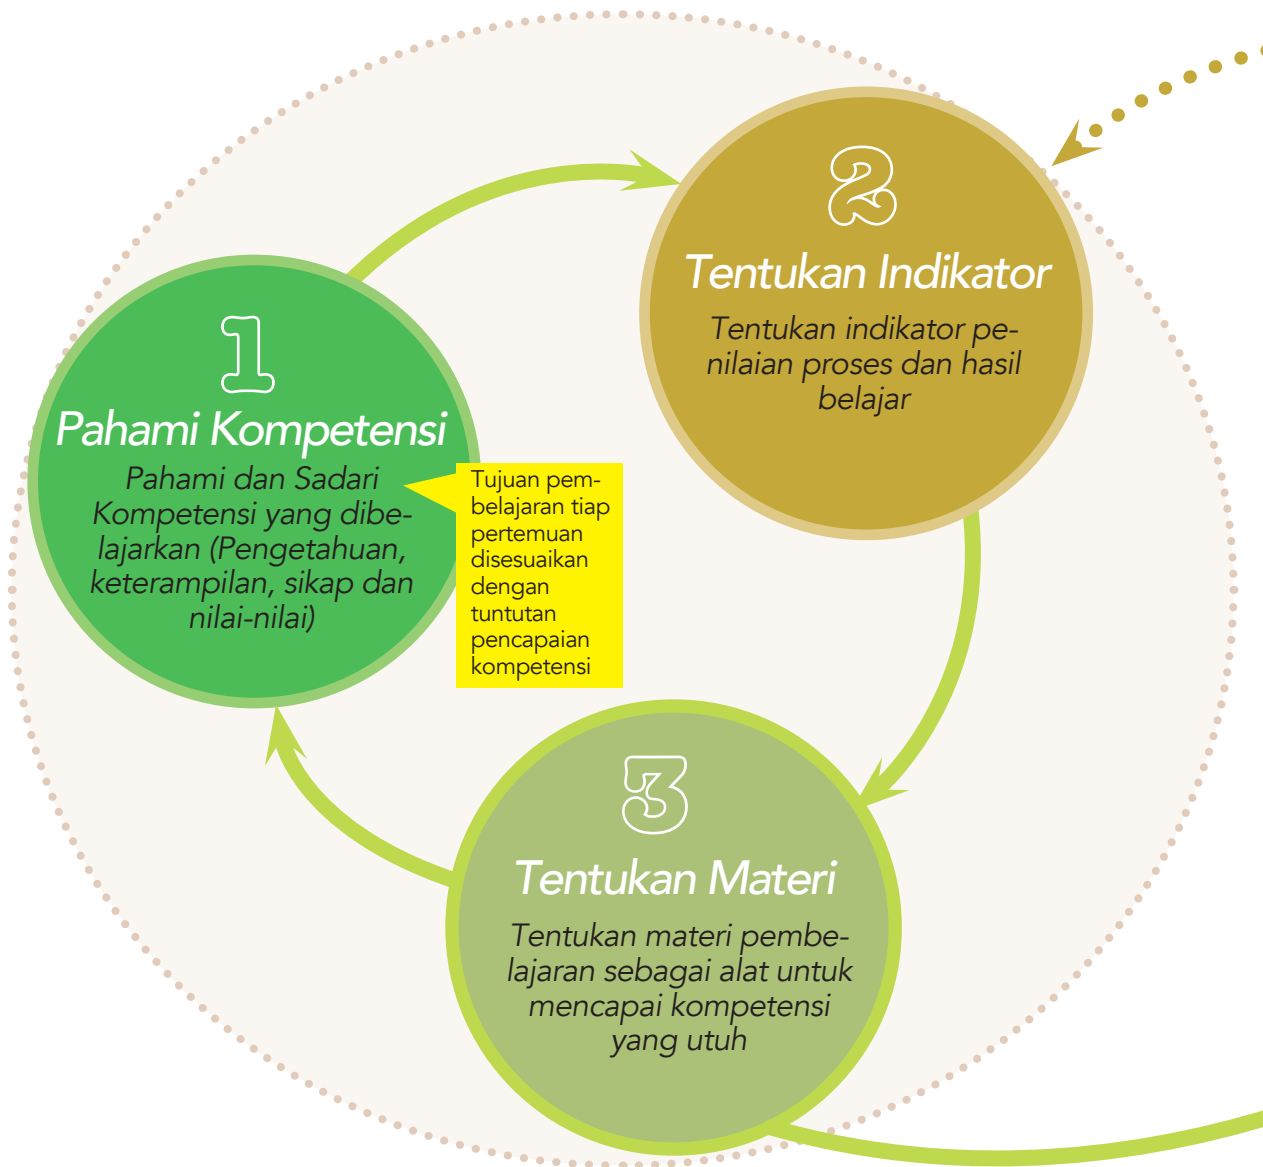 1
Pahami Kompetensi
Pahami dan Sadari
Kompetensi yang dibe-
lajarkan (Pengetahuan,
keterampilan, sikap dan
nilai-nilai)
Tujuan pem-
belajaran tiap
pertemuan
disesuaikan
dengan
tuntutan
pencapaian
kompetensi
2
Tentukan Indikator
Tentukan indikator pe-
nilaian proses dan hasil
belajar
3
Tentukan Materi
Tentukan materi pembe-
lajaran sebagai alat untuk
mencapai kompetensi
yang utuh